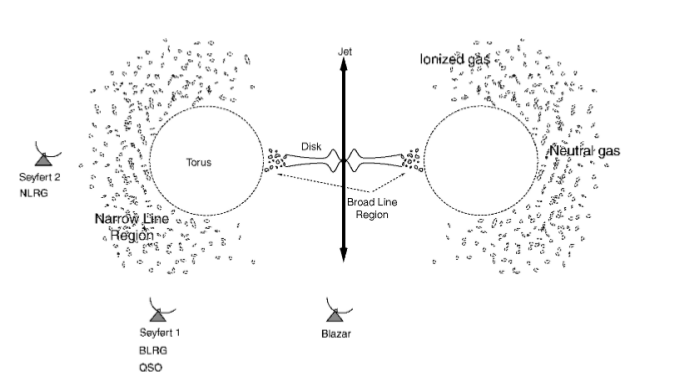 Jet
Ionized gas
Disk
Neutral gas
Torus
Seyfert 2
NLRG
Broad Line
Region
Narrow Line
Region
Seyfert 1
BLRG
QSO
Blazar